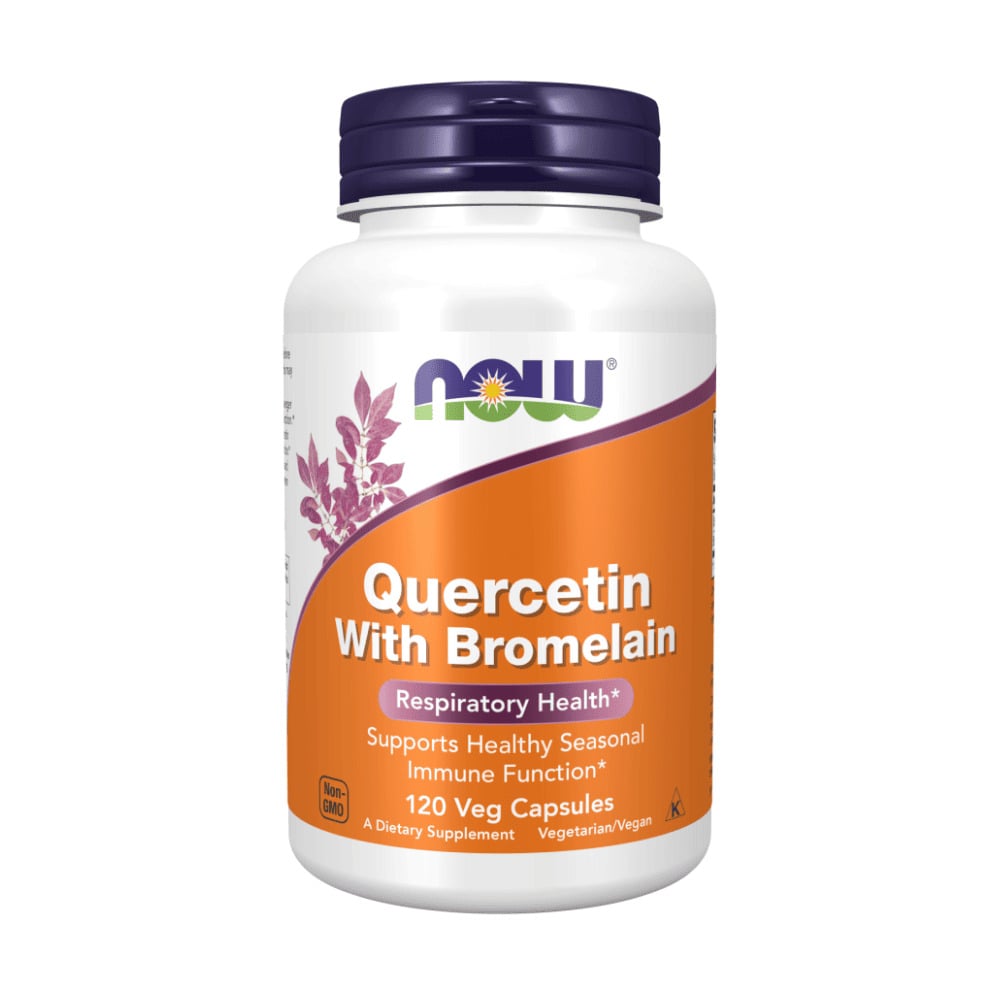 NOW®
Quercetin
With Bromelain
Respiratory Health*
Supports Healthy Seasonal
Immune Function*
Non-
GMO
120 Veg Capsules
K
A Dietary Supplement Vegetarian/Vegan